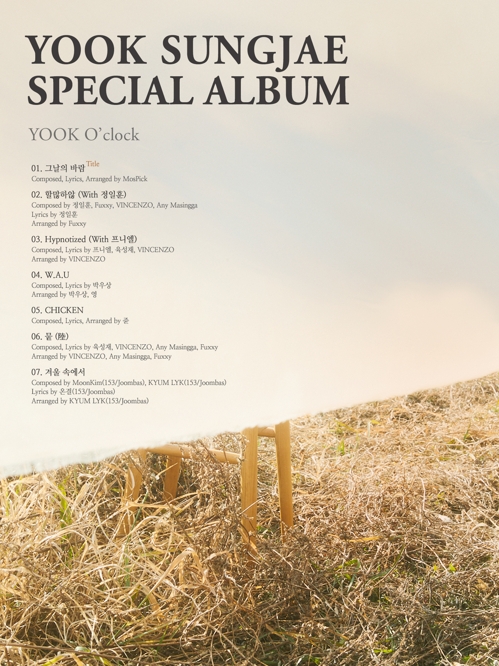 YOOK SUNGJAE
SPECIAL ALBUM
YOOK O'clock
01. 그날의 바람 Title
Composed, Lyrics, Arranged by MosPick
02. 할많하않 (With 정일훈)
Composed by 정일훈, Fuxxy, VINCENZO, Any Masingga
Lyrics by 정일훈
Arranged by Fuxxy
03. Hypnotized (With 프니엘)
Composed, Lyrics by 프니엘, 육성재, VINCENZO
Arranged by VINCENZO
04. W.A.U
Composed, Lyrics by 박우상
Arranged by 박우상, 영
05. CHICKEN
Composed, Lyrics, Arranged by 윤
06. 뭍 (陸)
Composed, Lyrics by 육성재, VINCENZO, Any Masingga, Fuxxy
Arranged by VINCENZO, Any Masingga, Fuxxy
07. 겨울 속에서
Composed by MoonKim(153/Joombas), KYUM LYK(153/Joombas)
Lyrics by 온결(153/Joombas)
Arranged by KYUM LYK(153/Joombas)